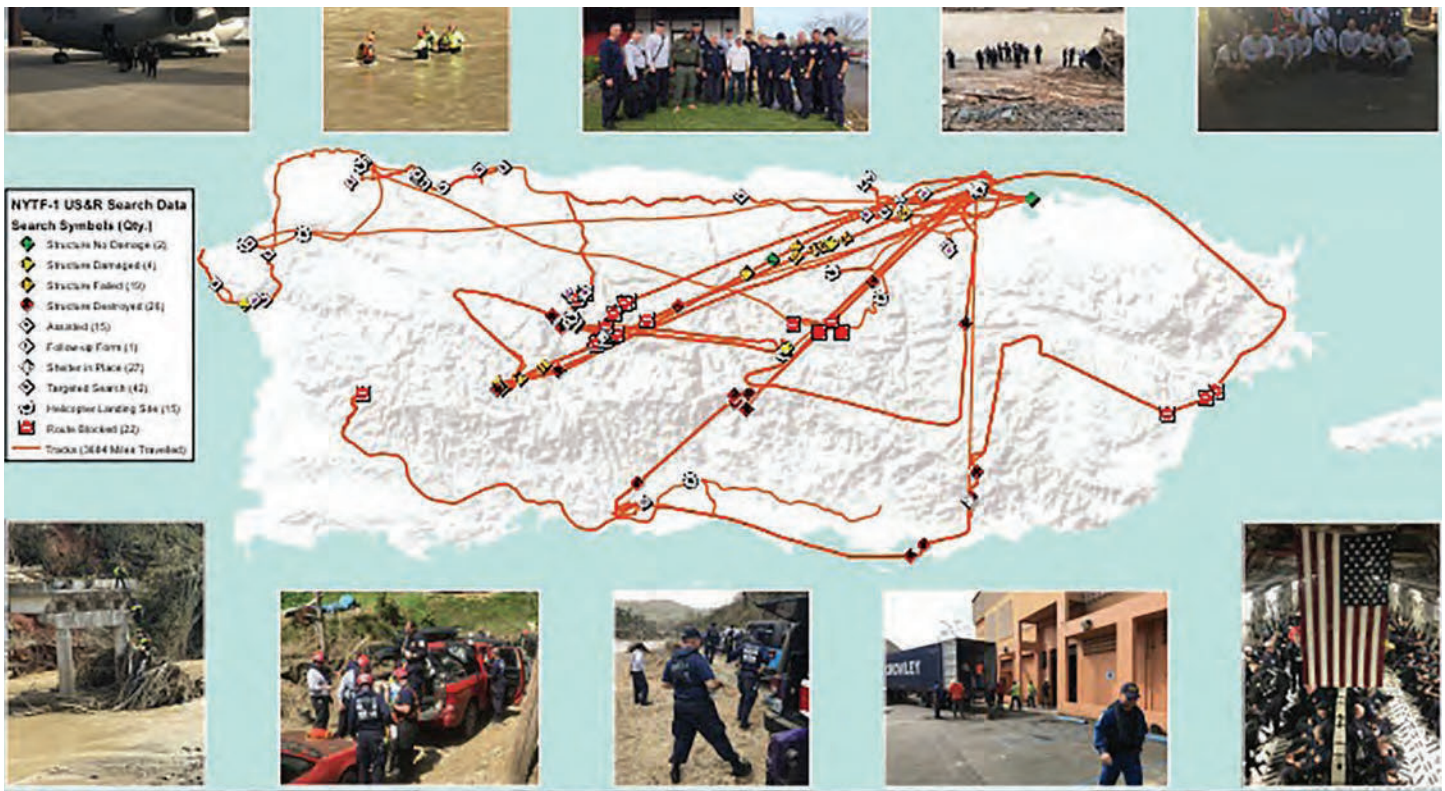 NYTF-1 US&R Search Data
Search Symbols (Qty.)
Structure No Damage (2)
Structure Damaged (4)
Structure Failed (19)
Structure Destroyed (26)
Assisted (15)
Follow-up Form (1)
Shelter in Place (27)
Targeted Search (42)
Helicopter Landing Site (15)
Route Blocked (22)
Tracks (3684 Miles Travelled)
CROWLEY